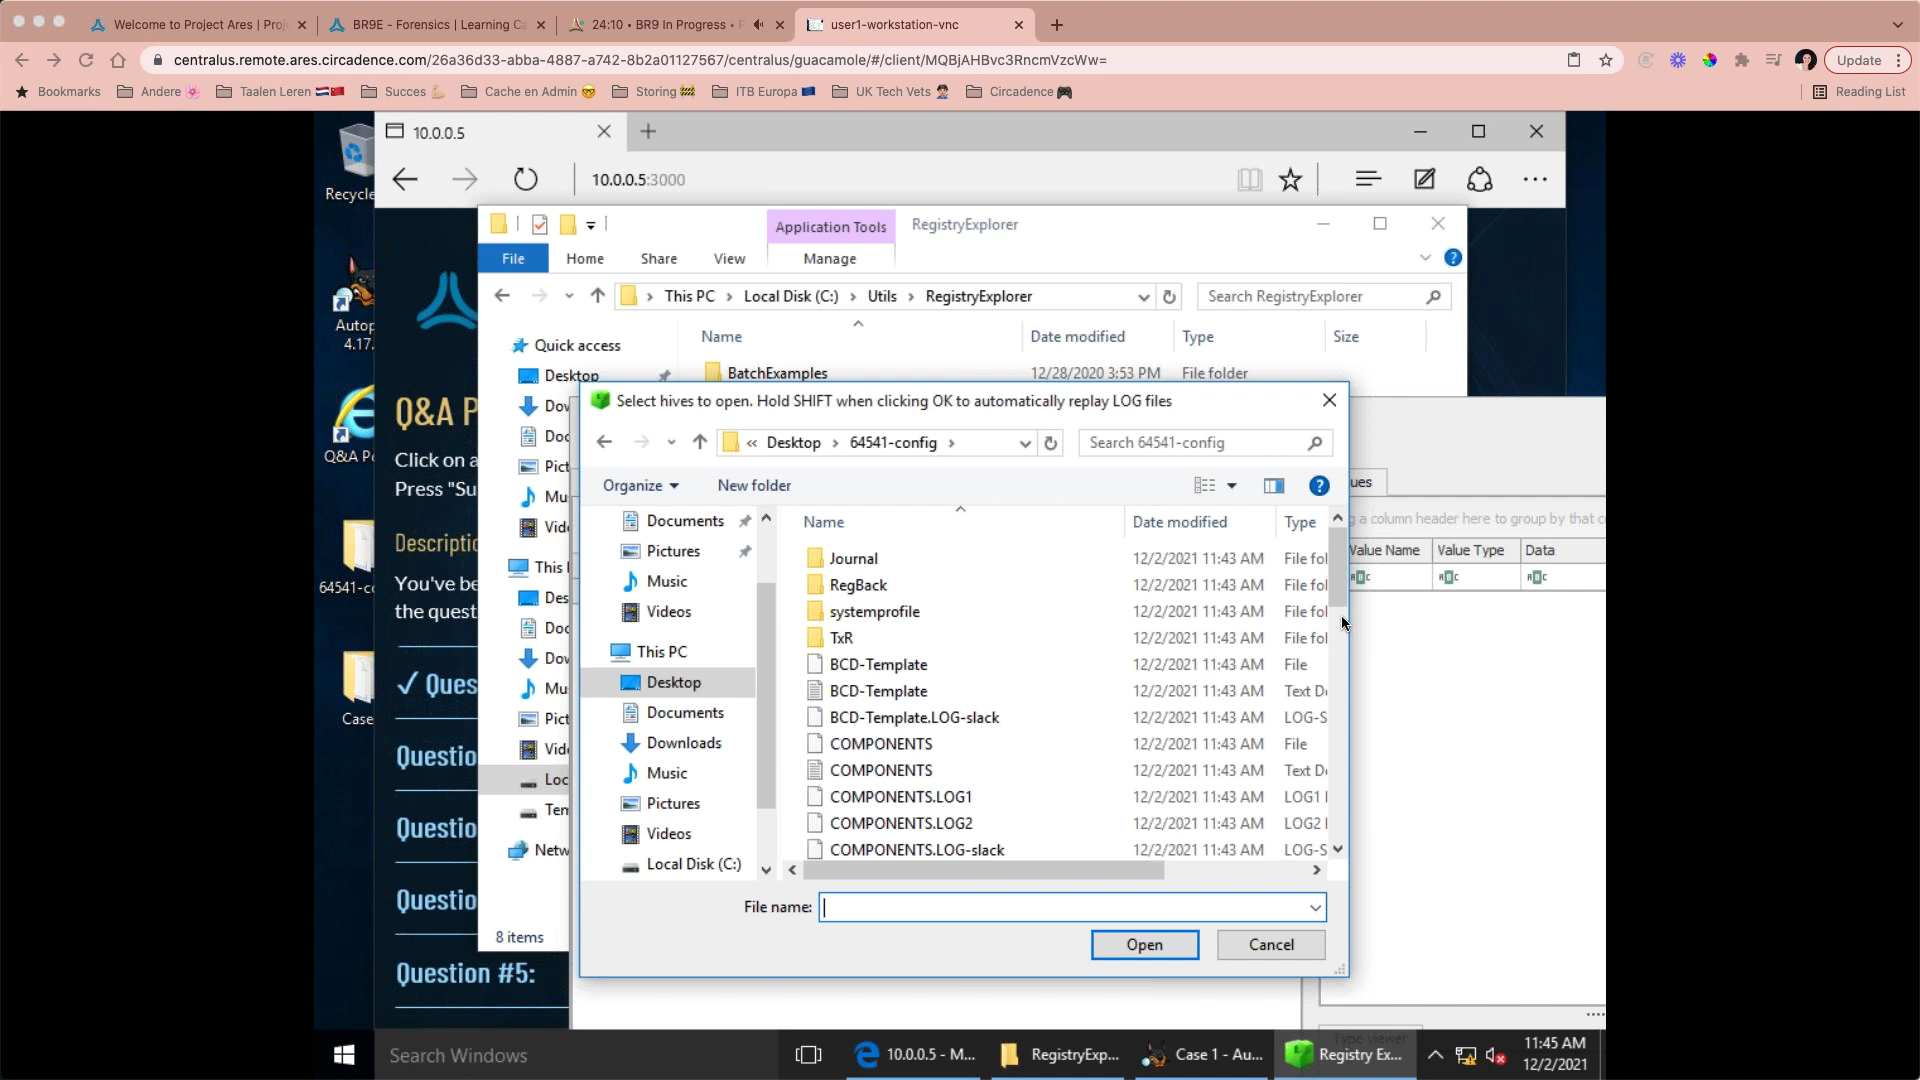 Welcome to Project Ares | Proj
BR9E - Forensics | Learning Ca
24:10 • BR9 In Progress •
user1-workstation-vnc
centralus.remote.ares.circadence.com/26a36d33-abba-4887-a742-8b2a01127567/centralus/guacamole/#/client/MQBjAHBvc3RncmVzcWw=
Update
Bookmarks
Andere
Taalen Leren
Succes
Cache en Admin
Storing
ITB Europa
UK Tech Vets
Circadence
Reading List
10.0.0.5
10.0.0.5:3000
Recycle
Autop
4.17.
Q&A Po
64541-co
Case
Q&A P
Click on a
Press "Su
Descriptio
You've be
the quest
✓ Ques
Questio
Questio
Questio
Question #5:
Application Tools
RegistryExplorer
File
Home
Share
View
Manage
This PC > Local Disk (C:) > Utils > RegistryExplorer
Search RegistryExplorer
Name
Date modified
Type
Size
Quick access
Desktop
Dov
Doc
Pict
Mu
Vide
This
Des
Doc
Dov
Mu
Pict
Vide
Loc
Ten
Netw
BatchExamples
12/28/2020 3:53 PM
File folder
8 items
Select hives to open. Hold SHIFT when clicking OK to automatically replay LOG files
« Desktop > 64541-config >
Search 64541-config
Organize
New folder
Documents
Pictures
Music
Videos
This PC
Desktop
Documents
Downloads
Music
Pictures
Videos
Local Disk (C:)
Name Date modified Type
Journal 12/2/2021 11:43 AM File fol
RegBack 12/2/2021 11:43 AM File fol
systemprofile 12/2/2021 11:43 AM File fol
TxR 12/2/2021 11:43 AM File fol
BCD-Template 12/2/2021 11:43 AM File
BCD-Template 12/2/2021 11:43 AM Text D
BCD-Template.LOG-slack 12/2/2021 11:43 AM LOG-S
COMPONENTS 12/2/2021 11:43 AM File
COMPONENTS 12/2/2021 11:43 AM Text D
COMPONENTS.LOG1 12/2/2021 11:43 AM LOG1
COMPONENTS.LOG2 12/2/2021 11:43 AM LOG2
COMPONENTS.LOG-slack 12/2/2021 11:43 AM LOG-S
File name:
Open
Cancel
ues
g a column header here to group by that c
Value Name
Value Type
Data
Type viewer
Search Windows
10.0.0.5 - M...
RegistryExp...
Case 1 - Au...
Registry Ex...
11:45 AM
12/2/2021